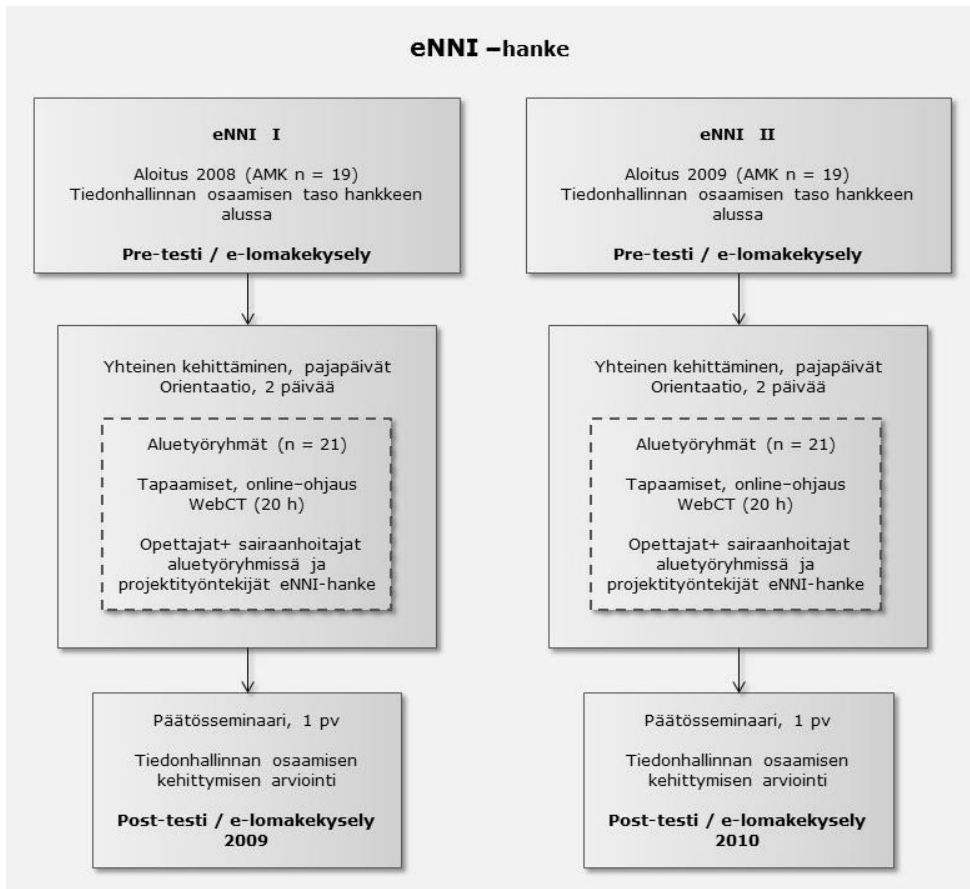 eNNI –hanke
eNNI I
Aloitus 2008 (AMK n = 19)
Tiedonhallinnan osaamisen taso hankkeen
alussa
Pre-testi / e-lomakekysely
Yhteinen kehittäminen, pajapäivät
Orientaatio, 2 päivää
Aluetyöryhmät (n = 21)
Tapaamiset, online–ohjaus
WebCT (20 h)
Opettajat+ sairaanhoitajat
aluetyöryhmissä ja
projektityöntekijät eNNI-hanke
Päätösseminaari, 1 pv
Tiedonhallinnan osaamisen
kehittymisen arviointi
Post-testi / e-lomakekysely
2009
eNNI II
Aloitus 2009 (AMK n = 19)
Tiedonhallinnan osaamisen taso hankkeen
alussa
Pre-testi / e-lomakekysely
Yhteinen kehittäminen, pajapäivät
Orientaatio, 2 päivää
Aluetyöryhmät (n = 21)
Tapaamiset, online–ohjaus
WebCT (20 h)
Opettajat+ sairaanhoitajat
aluetyöryhmissä ja
projektityöntekijät eNNI-hanke
Päätösseminaari, 1 pv
Tiedonhallinnan osaamisen
kehittymisen arviointi
Post-testi / e-lomakekysely
2010